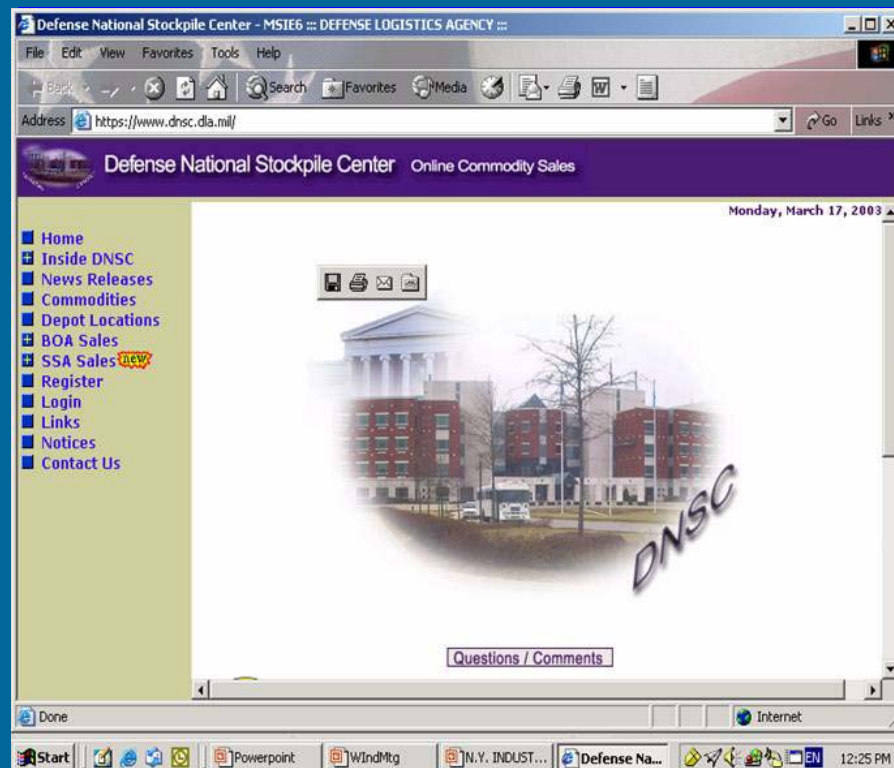 Defense National Stockpile Center - MSIE6 ::: DEFENSE LOGISTICS AGENCY :::
File Edit View Favorites Tools Help
Back Search Favorites Media
Address https://www.dnsc.dla.mil/ Go Links »
Defense National Stockpile Center Online Commodity Sales
Monday, March 17, 2003
Home
Inside DNSC
News Releases
Commodities
Depot Locations
BOA Sales
SSA Sales new
Register
Login
Links
Notices
Contact Us
DNSC
Questions / Comments
Done Internet
Start Powerpoint WIndMtg N.Y. INDUST... Defense Na... EN 12:25 PM